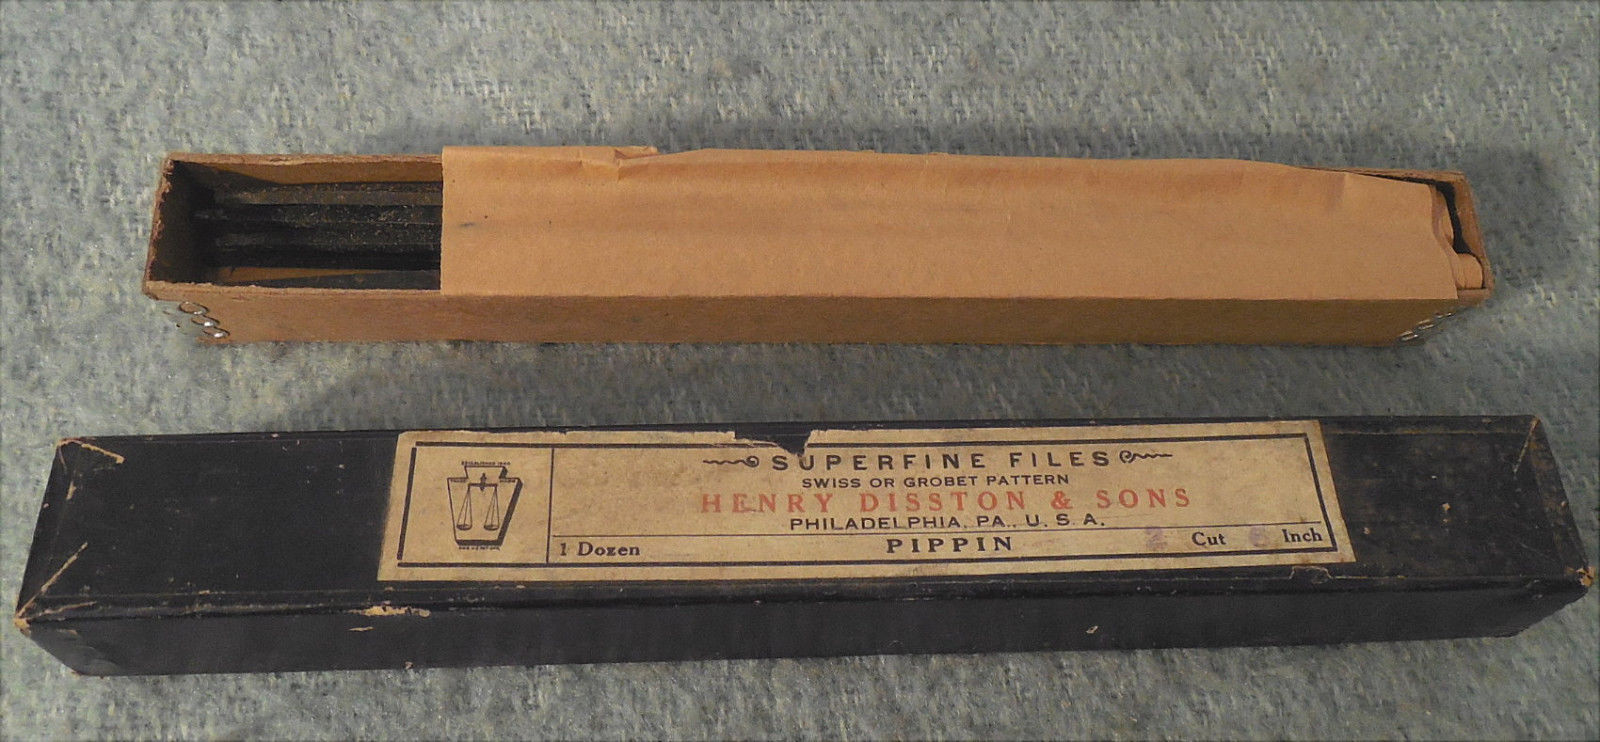 SUPERFINE FILES
SWISS OR GROBET PATTERN
HENRY DISSTON & SONS
PHILADELPHIA, PA., U. S. A.
1 Dozen PIPPIN Cut Inch